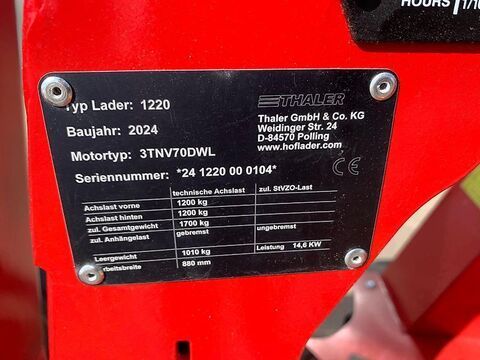 HOURS 1/10
Typ Lader: 1220
THALER
Baujahr: 2024
Thaler GmbH & Co. KG
Weidinger Str. 24
D-84570 Polling
www.hoflader.com
Motortyp: 3TNV70DWL
Seriennummer: *24 1220 00 0104*
CE
technische Achslast zul. StVZO-Last
Achslast vorne 1200 kg
Achslast hinten 1200 kg
zul. Gesamtgewicht 1700 kg
zul. Anhängelast gebremst ungebremst
Leergewicht 1010 kg Leistung 14,6 KW
Arbeitsbreite 880 mm